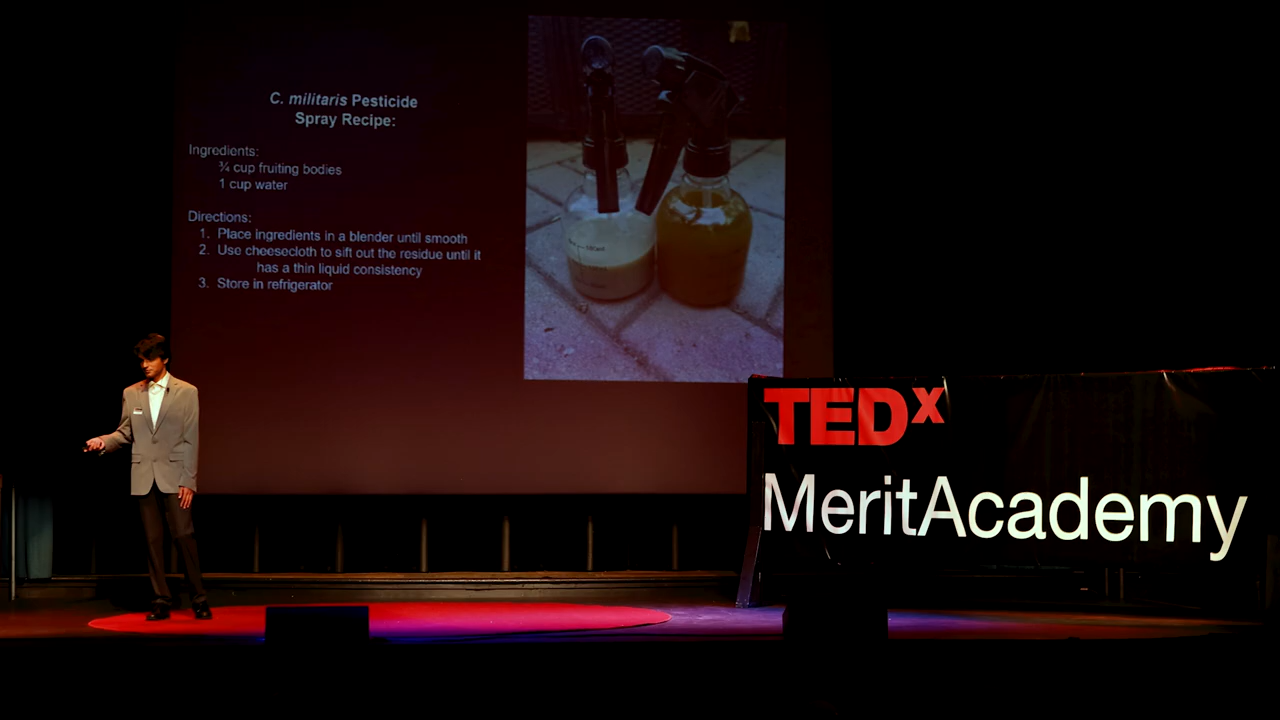 C. militaris Pesticide
Spray Recipe:
Ingredients:
¾ cup fruiting bodies
1 cup water
Directions:
1. Place ingredients in a blender until smooth
2. Use cheesecloth to sift out the residue until it
has a thin liquid consistency
3. Store in refrigerator
TEDx
MeritAcademy